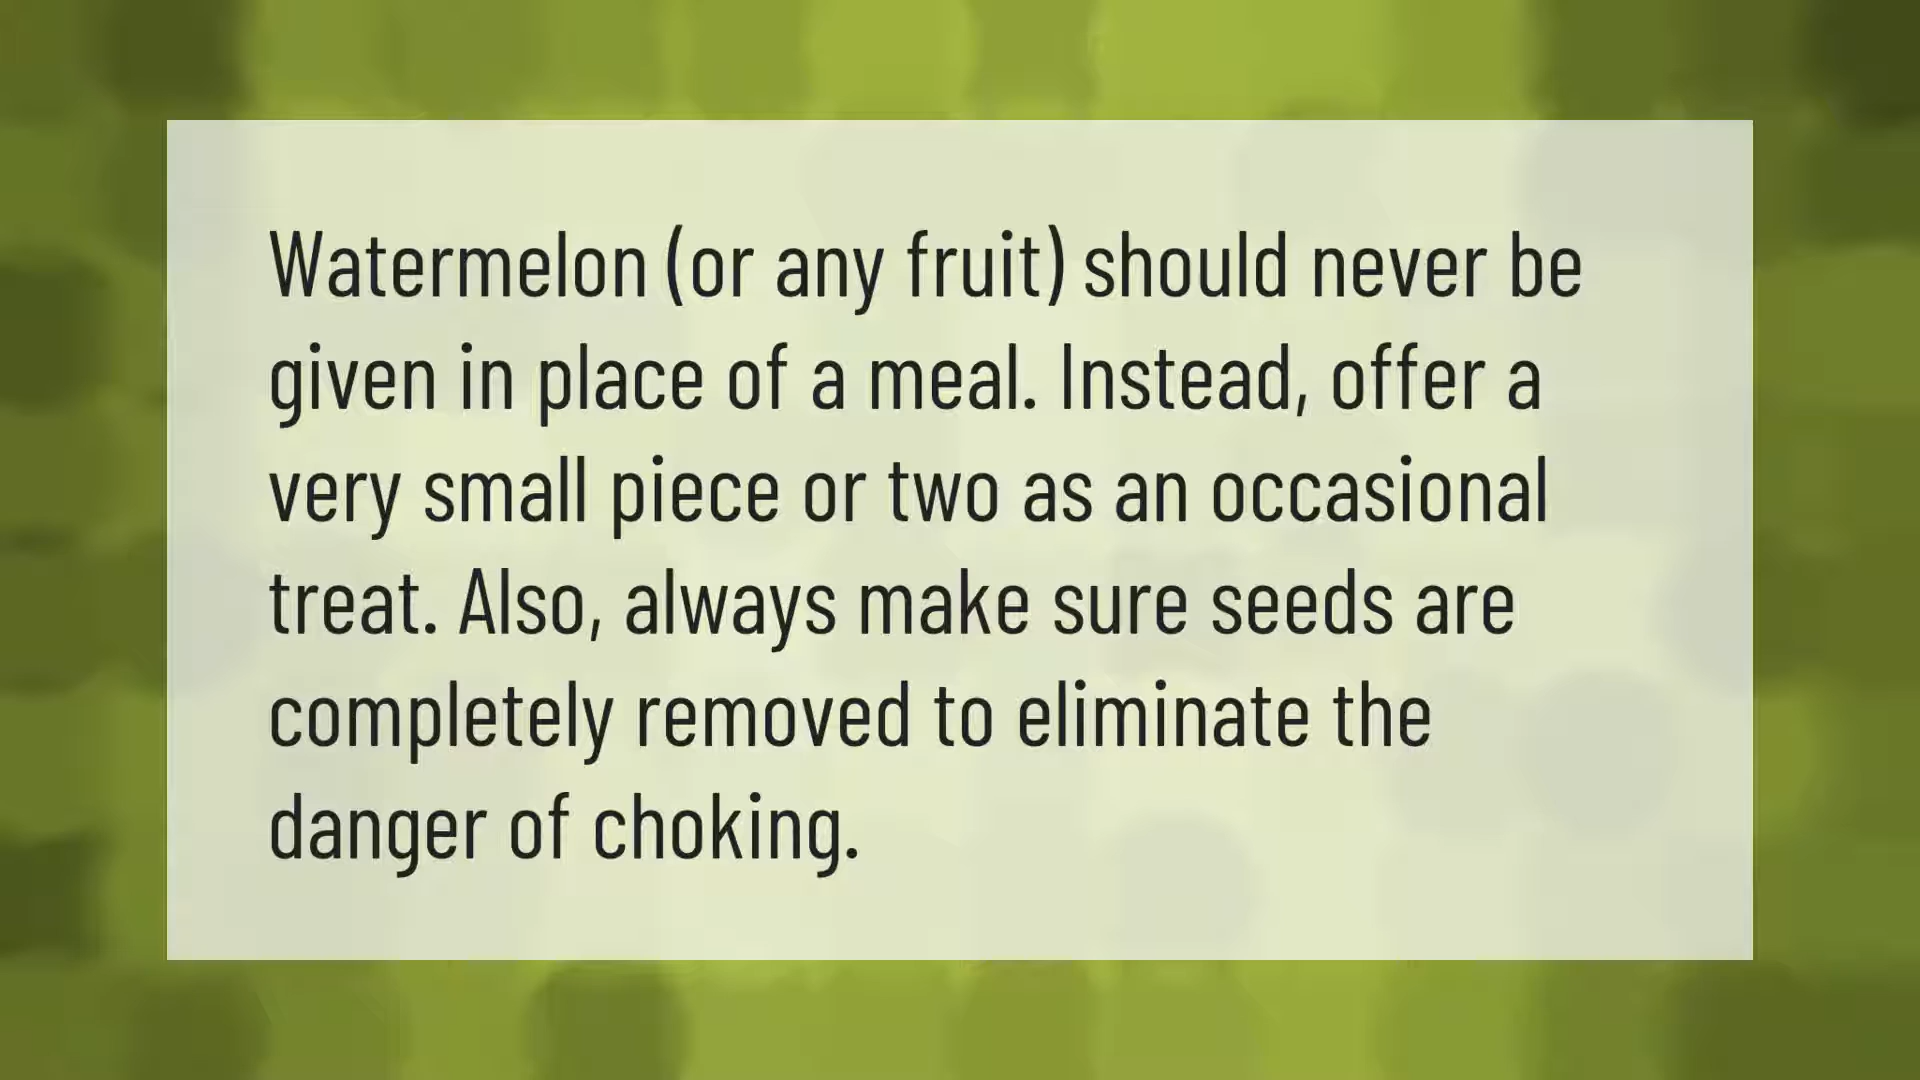 Watermelon (or any fruit) should never be
given in place of a meal. Instead, offer a
very small piece or two as an occasional
treat. Also, always make sure seeds are
completely removed to eliminate the
danger of choking.